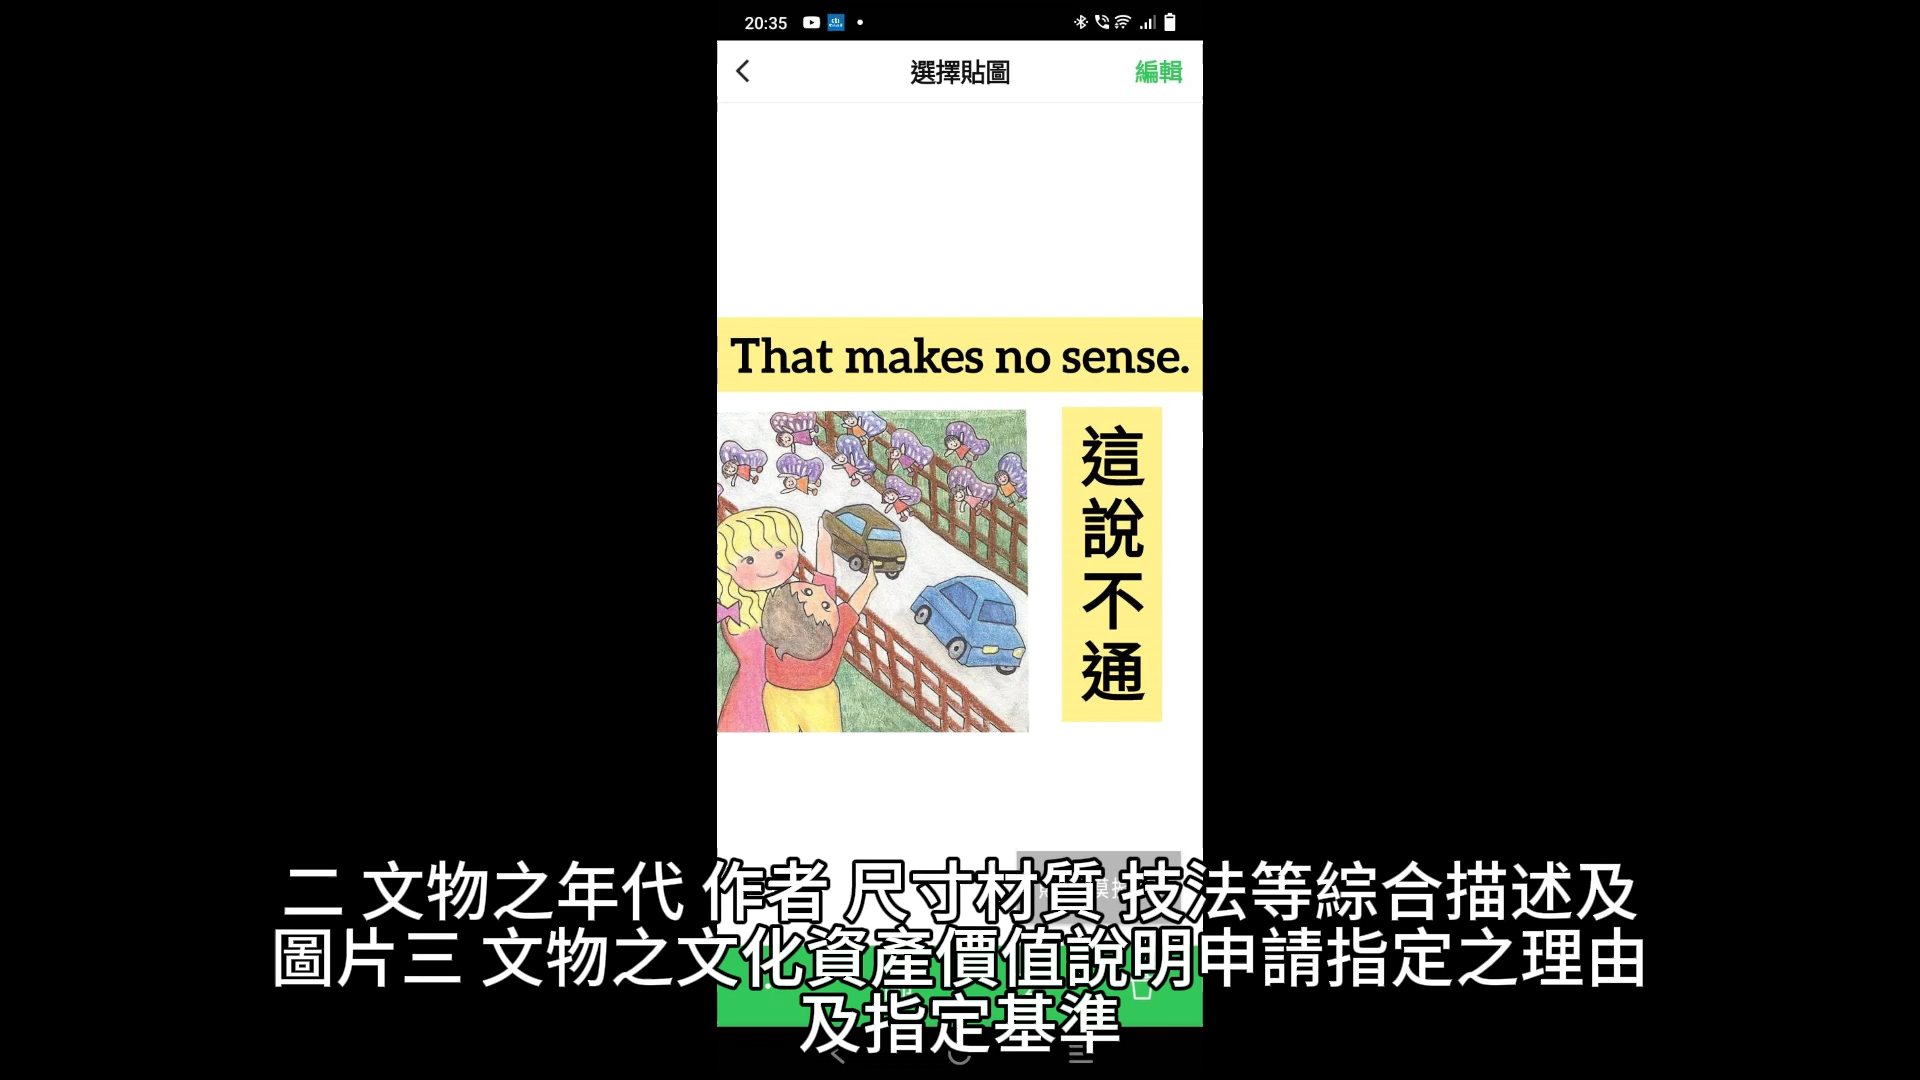 20:35
選擇貼圖
編輯
That makes no sense.
這說不通
二 文物之年代 作者 尺寸材質 技法等綜合描述及
圖片三 文物之文化資產價值說明申請指定之理由
及指定基準